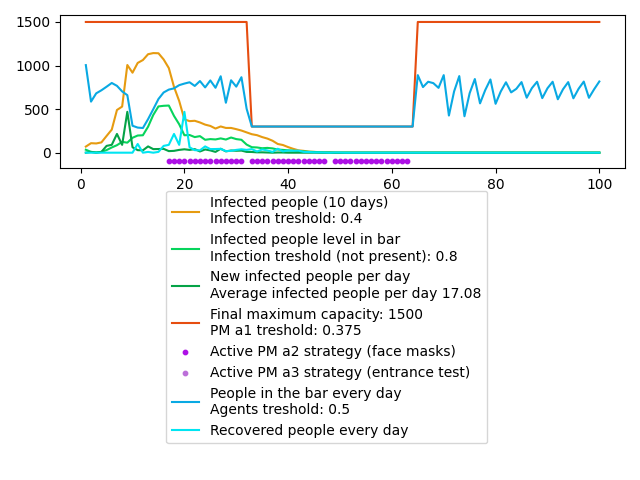 1500
1000
500
0
0
20
40
60
80
100
Infected people (10 days)
Infection treshold: 0.4
Infected people level in bar
Infection treshold (not present): 0.8
New infected people per day
Average infected people per day 17.08
Final maximum capacity: 1500
PM a1 treshold: 0.375
Active PM a2 strategy (face masks)
Active PM a3 strategy (entrance test)
People in the bar every day
Agents treshold: 0.5
Recovered people every day